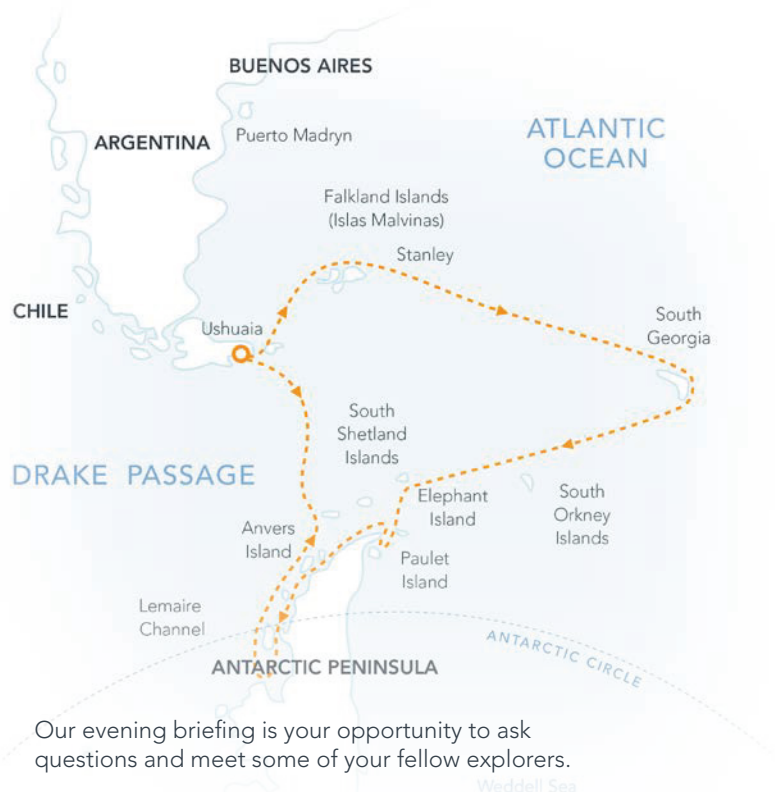 BUENOS AIRES
ARGENTINA
Puerto Madryn
ATLANTIC
OCEAN
Falkland Islands
(Islas Malvinas)
Stanley
CHILE
Ushuaia
South
Georgia
South
Shetland
Islands
DRAKE PASSAGE
Elephant
Island
South
Orkney
Islands
Anvers
Island
Paulet
Island
Lemaire
Channel
ANTARCTIC CIRCLE
ANTARCTIC PENINSULA
Our evening briefing is your opportunity to ask
questions and meet some of your fellow explorers.
Weddell Sea